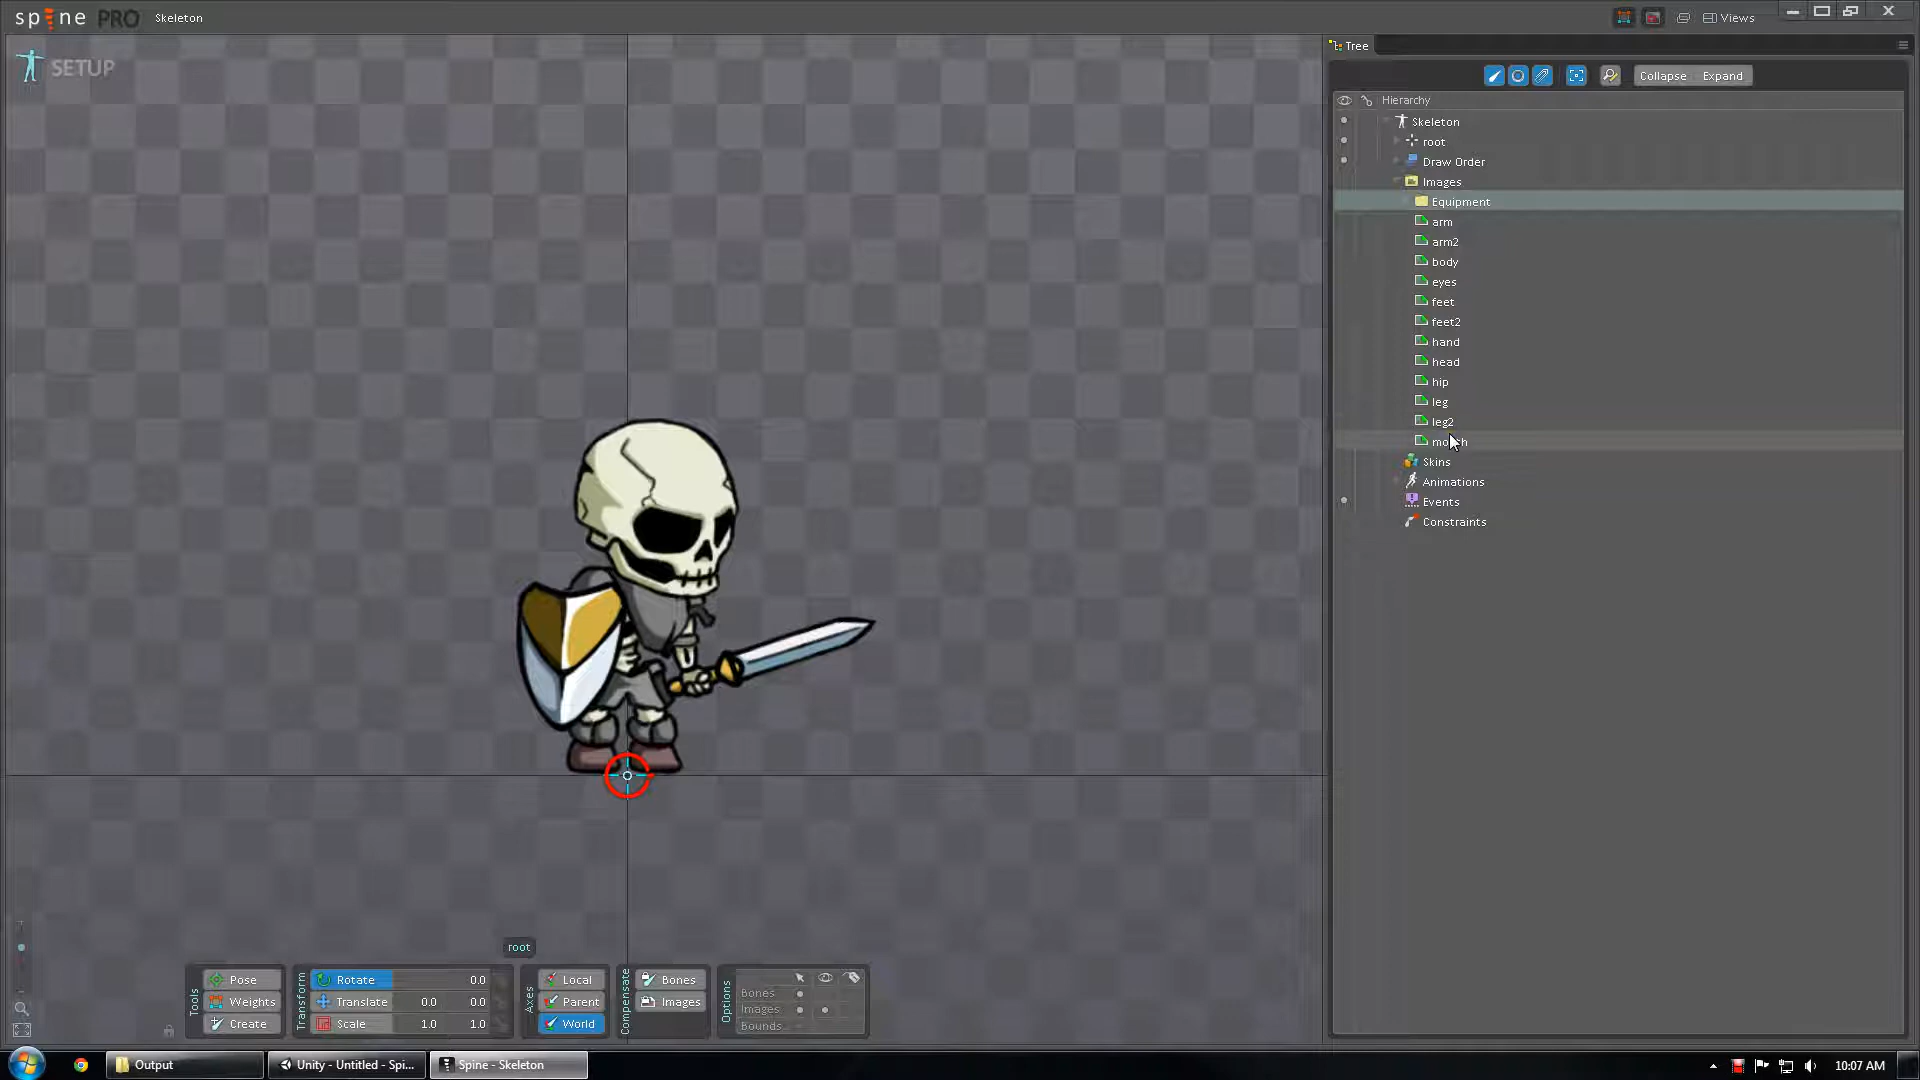 spine PRO Skeleton
Views
SETUP
Tree
Collapse Expand
Hierarchy
Skeleton
root
Draw Order
Images
Equipment
arm
arm2
body
eyes
feet
feet2
hand
head
hip
leg
leg2
Skins
Animations
Events
Constraints
root
Tools
Pose
Weights
Create
Transform
Rotate 0.0
Translate 0.0 0.0
Scale 1.0 1.0
Axes
Local
Parent
World
Compensate
Bones
Images
Options
Bones
Images
Bounds
Output
Unity - Untitled - Spi...
Spine - Skeleton
10:07 AM